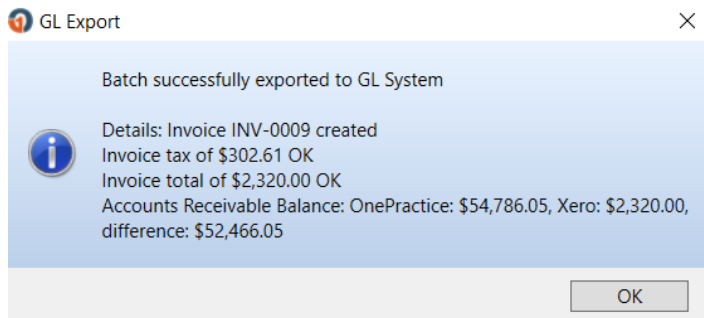 GL Export
Batch successfully exported to GL System
Details: Invoice INV-0009 created
Invoice tax of $302.61 OK
Invoice total of $2,320.00 OK
Accounts Receivable Balance: OnePractice: $54,786.05, Xero: $2,320.00,
difference: $52,466.05
OK